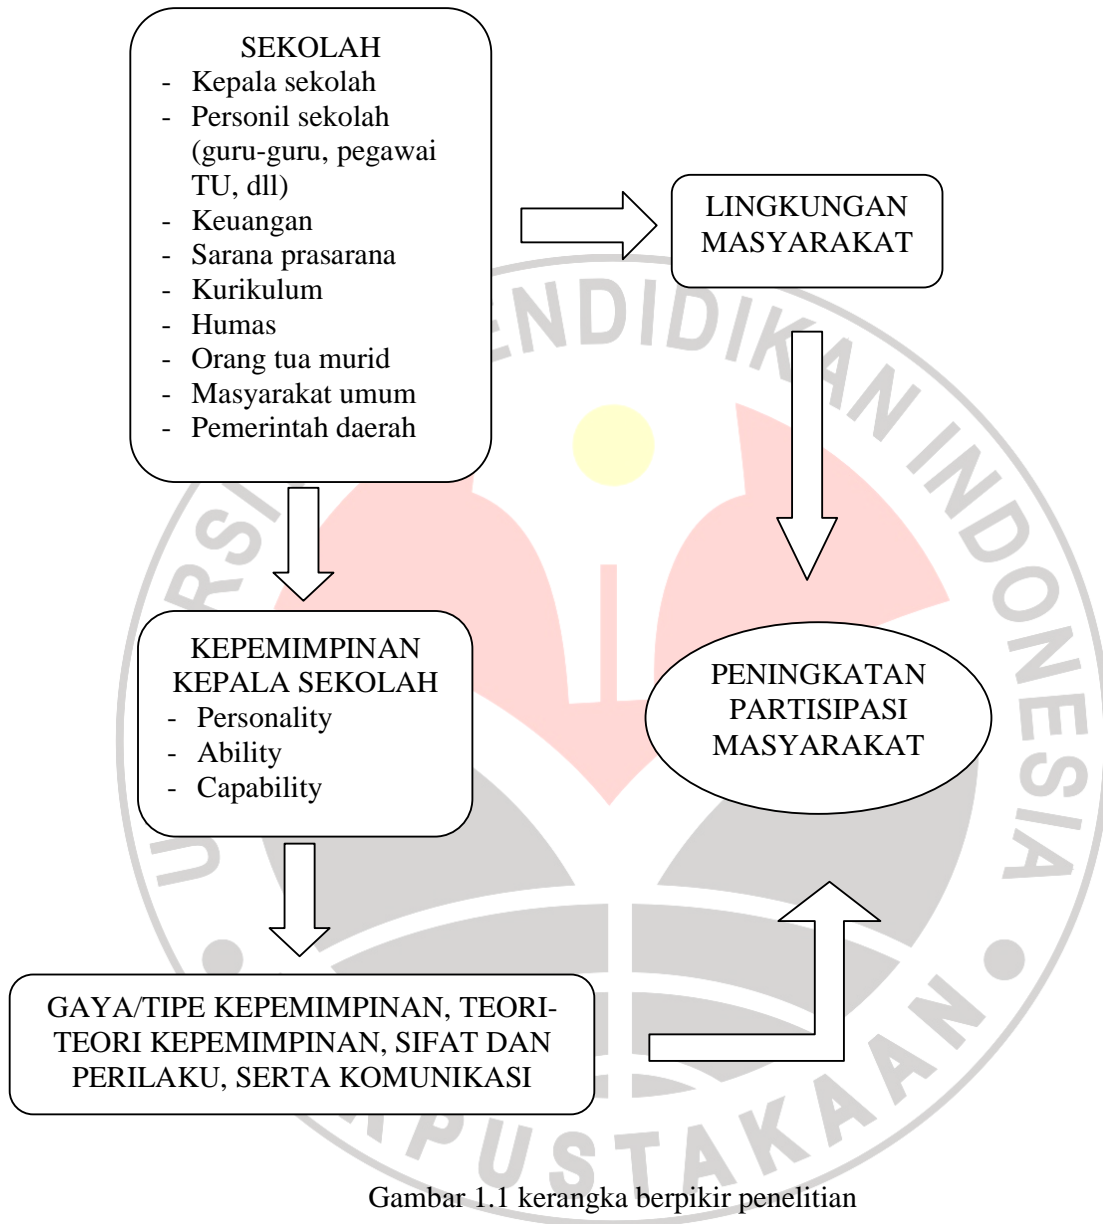 SEKOLAH
- Kepala sekolah
- Personil sekolah
(guru-guru, pegawai
TU, dll)
- Keuangan
- Sarana prasarana
- Kurikulum
- Humas
- Orang tua murid
- Masyarakat umum
- Pemerintah daerah
LINGKUNGAN
MASYARAKAT
KEPEMIMPINAN
KEPALA SEKOLAH
- Personality
- Ability
- Capability
PENINGKATAN
PARTISIPASI
MASYARAKAT
GAYA/TIPE KEPEMIMPINAN, TEORI-
TEORI KEPEMIMPINAN, SIFAT DAN
PERILAKU, SERTA KOMUNIKASI
Gambar 1.1 kerangka berpikir penelitian
INDONESIA